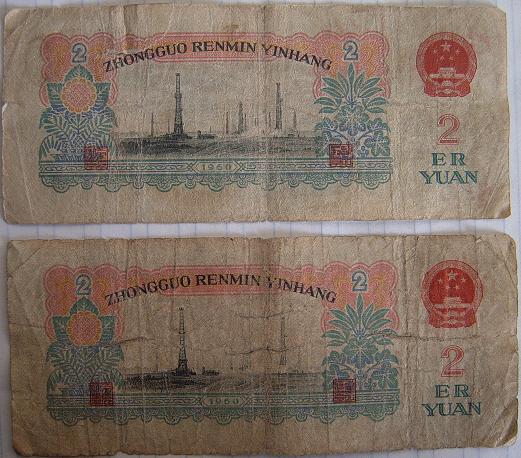 2 ZHONGGUO RENMIN YINHANG 2
2
ER
YUAN
1960
2 ZHONGGUO RENMIN YINHANG 2
2
ER
YUAN
1960